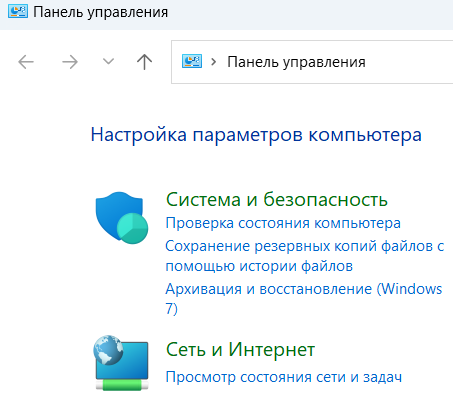 Панель управления
Панель управления
Настройка параметров компьютера
Система и безопасность
Проверка состояния компьютера
Сохранение резервных копий файлов с
помощью истории файлов
Архивация и восстановление (Windows
7)
Сеть и Интернет
Просмотр состояния сети и задач